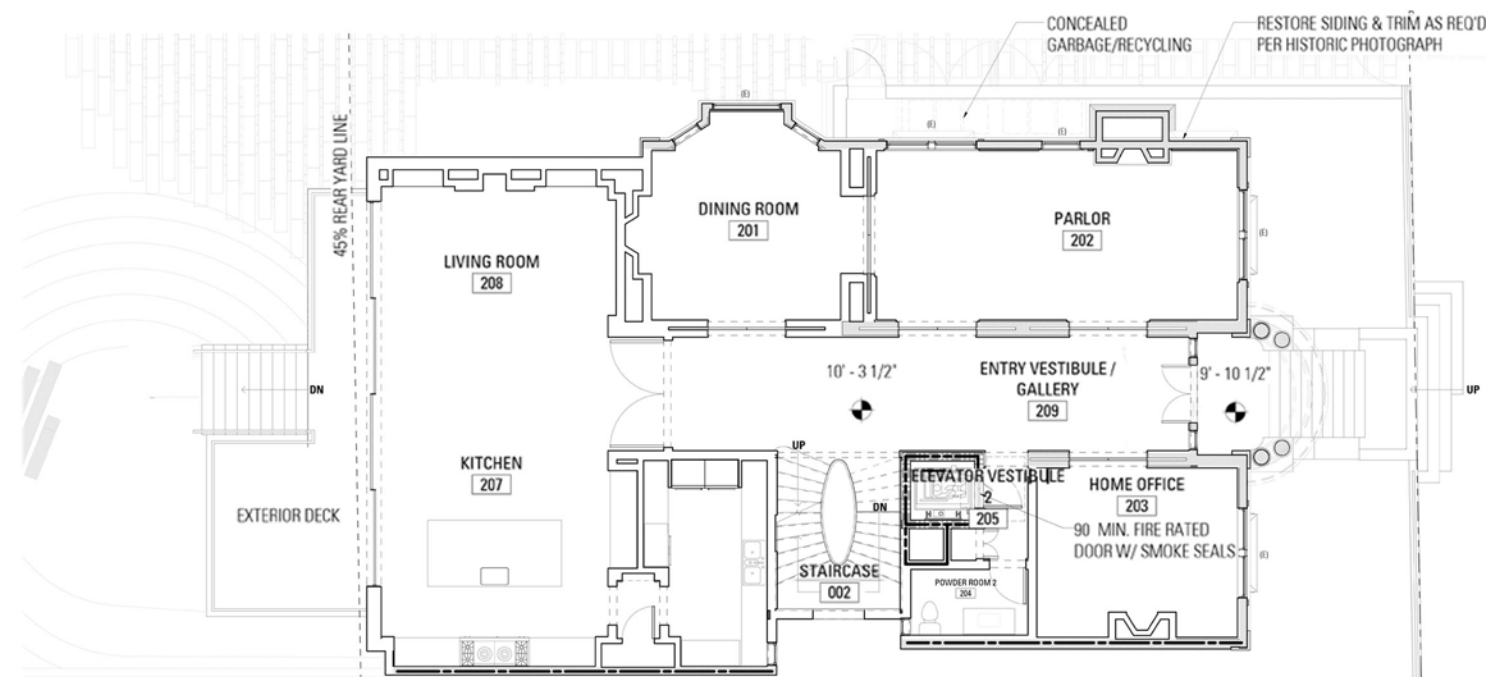 CONCEALED
GARBAGE/RECYCLING
RESTORE SIDING & TRIM AS REQ'D
PER HISTORIC PHOTOGRAPH
(E)
(E)
(E)
45% REAR YARD LINE
DINING ROOM
201
PARLOR
202
(E)
LIVING ROOM
208
10' - 3 1/2"
ENTRY VESTIBULE /
GALLERY
209
9' - 10 1/2"
DN
UP
UP
KITCHEN
207
ELEVATOR VESTIBULE
2
205
HOME OFFICE
203
EXTERIOR DECK
DN
90 MIN. FIRE RATED
DOOR W/ SMOKE SEALS
(E)
STAIRCASE
002
POWDER ROOM 2
204